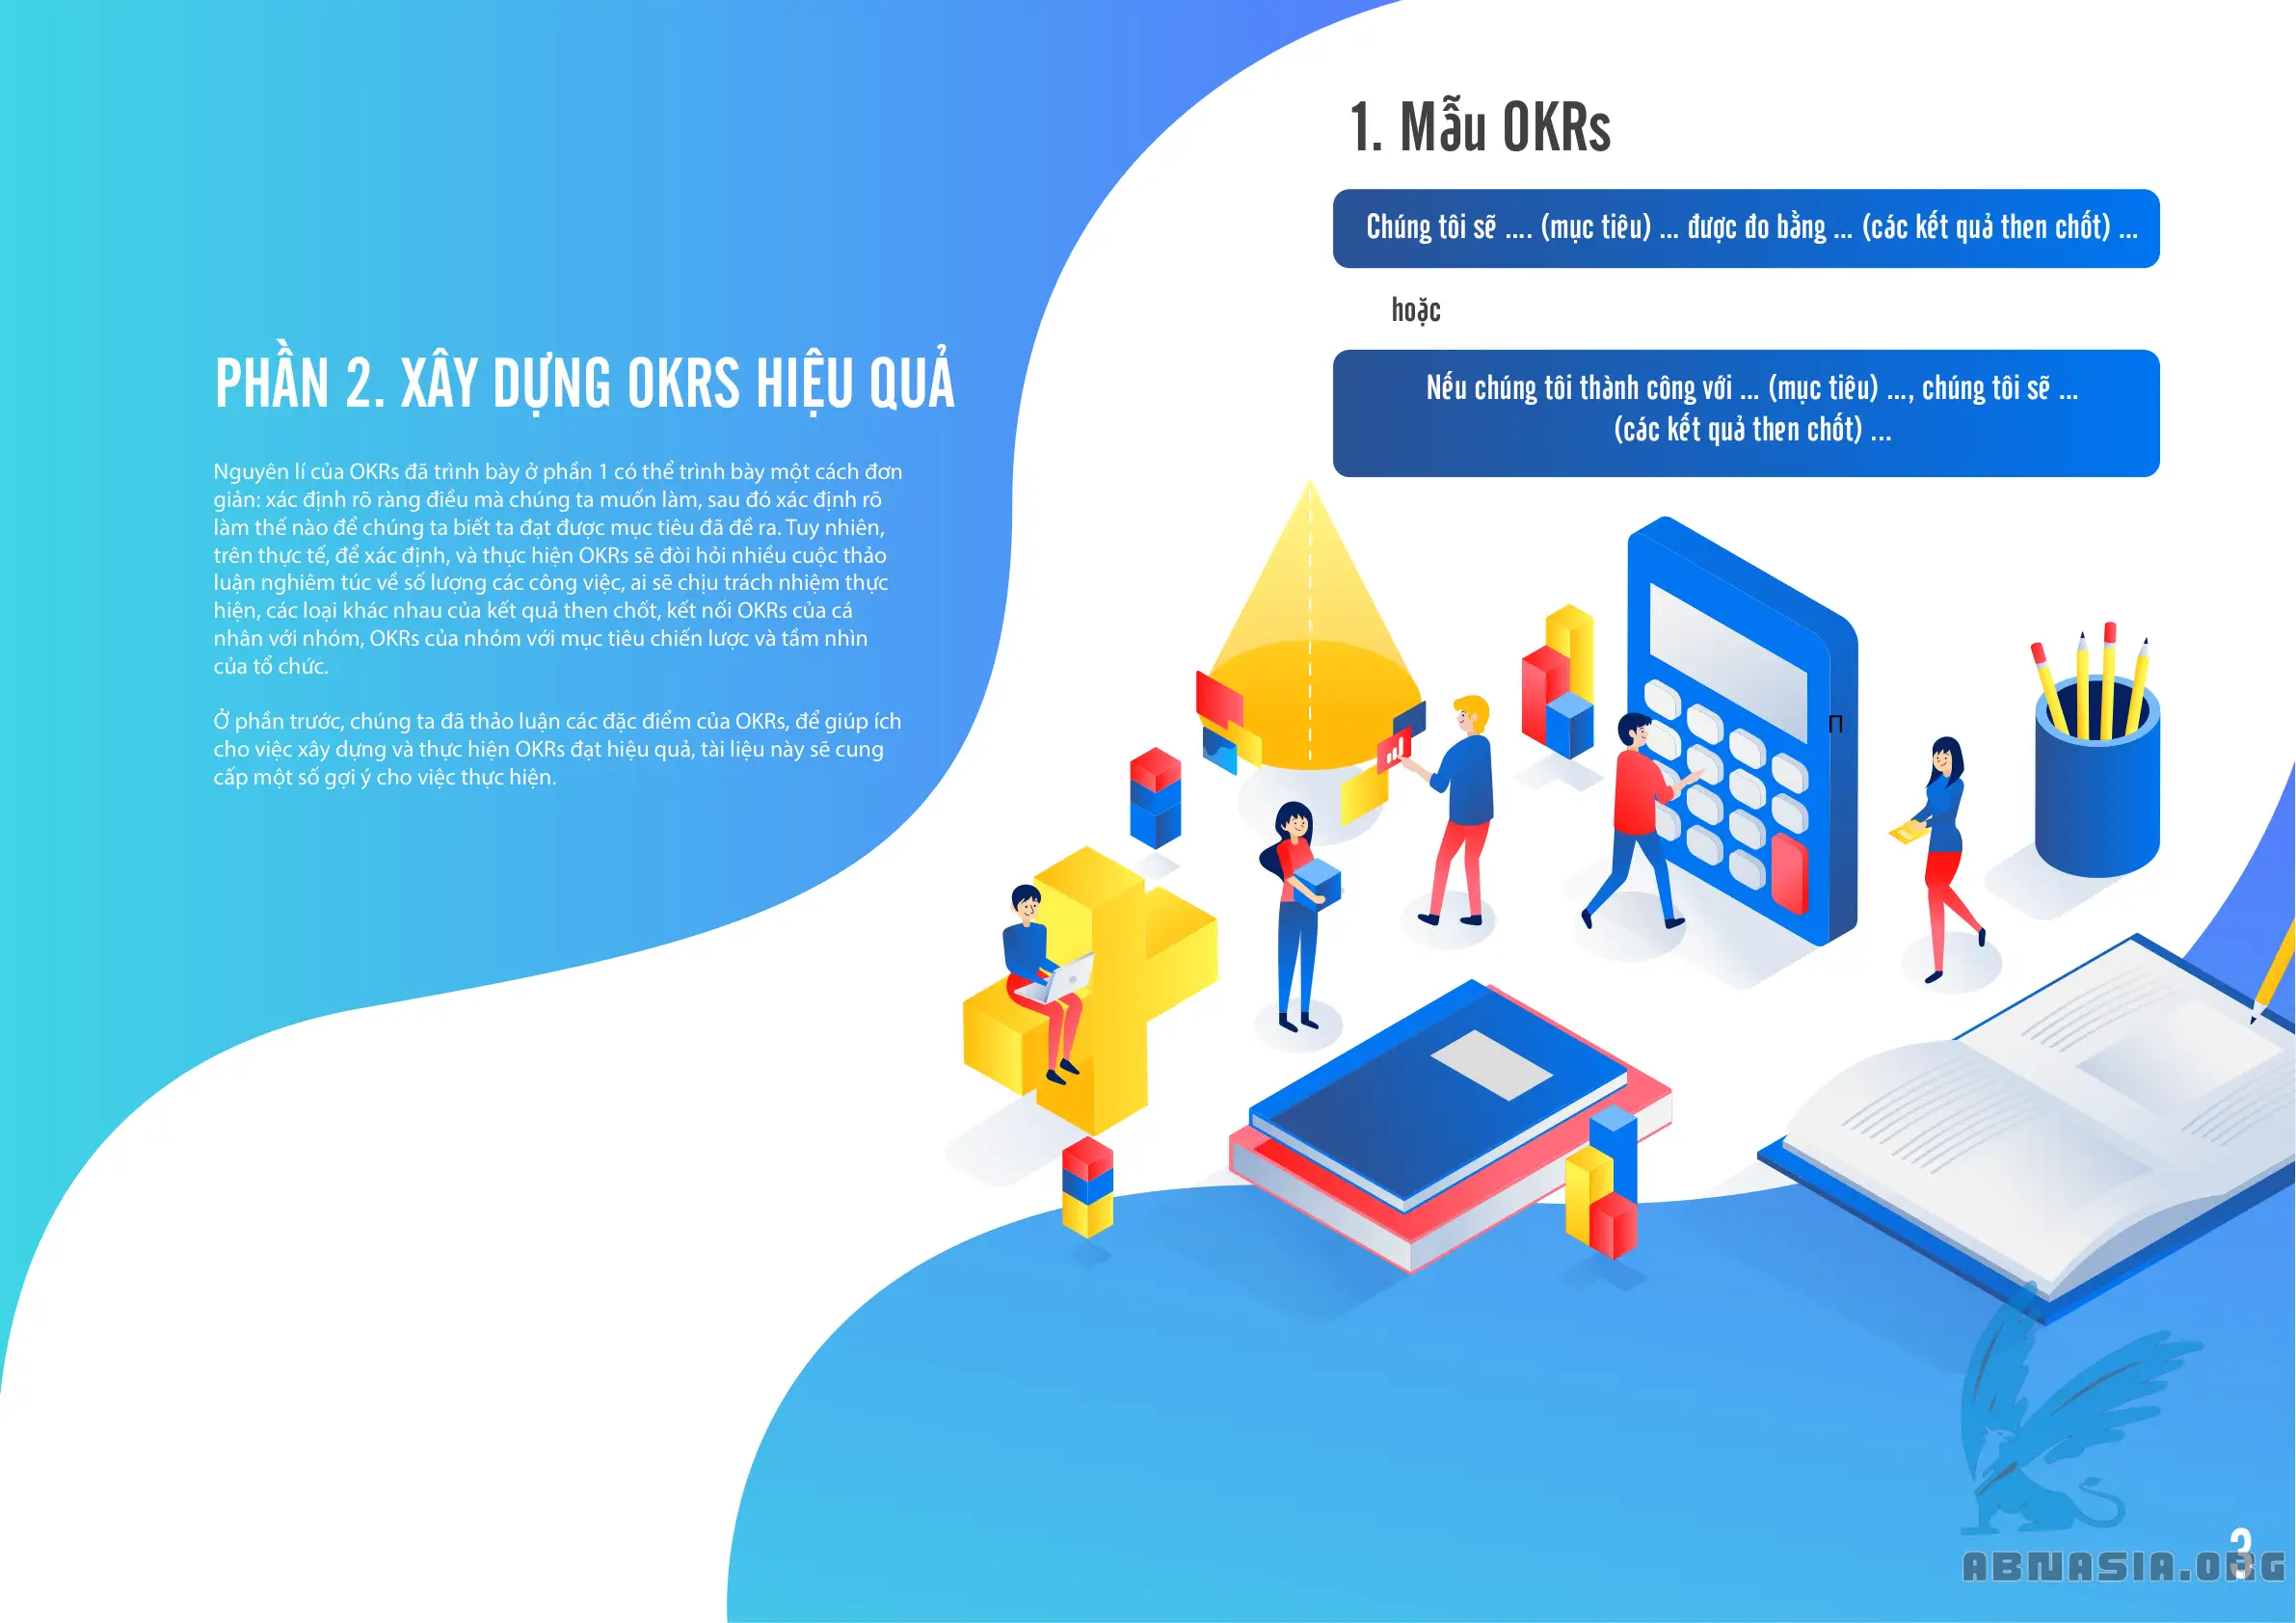 PHẦN 2. XÂY DỰNG OKRS HIỆU QUẢ
Nguyên lí của OKRs đã trình bày ở phần 1 có thể trình bày một cách đơn
giản: xác định rõ ràng điều mà chúng ta muốn làm, sau đó xác định rõ
làm thế nào để chúng ta biết ta đạt được mục tiêu đã đề ra. Tuy nhiên,
trên thực tế, để xác định, và thực hiện OKRs sẽ đòi hỏi nhiều cuộc thảo
luận nghiêm túc về số lượng các công việc, ai sẽ chịu trách nhiệm thực
hiện, các loại khác nhau của kết quả then chốt, kết nối OKRs của cá
nhân với nhóm, OKRs của nhóm với mục tiêu chiến lược và tầm nhìn
của tổ chức.
Ở phần trước, chúng ta đã thảo luận các đặc điểm của OKRs, để giúp ích
cho việc xây dựng và thực hiện OKRs đạt hiệu quả, tài liệu này sẽ cung
cấp một số gợi ý cho việc thực hiện.
1. Mẫu OKRs
Chúng tôi sẽ .... (mục tiêu) ... được đo bằng ... (các kết quả then chốt) ...
hoặc
Nếu chúng tôi thành công với ... (mục tiêu) ..., chúng tôi sẽ ...
(các kết quả then chốt) ...
П
3
ABNASIA.ORG